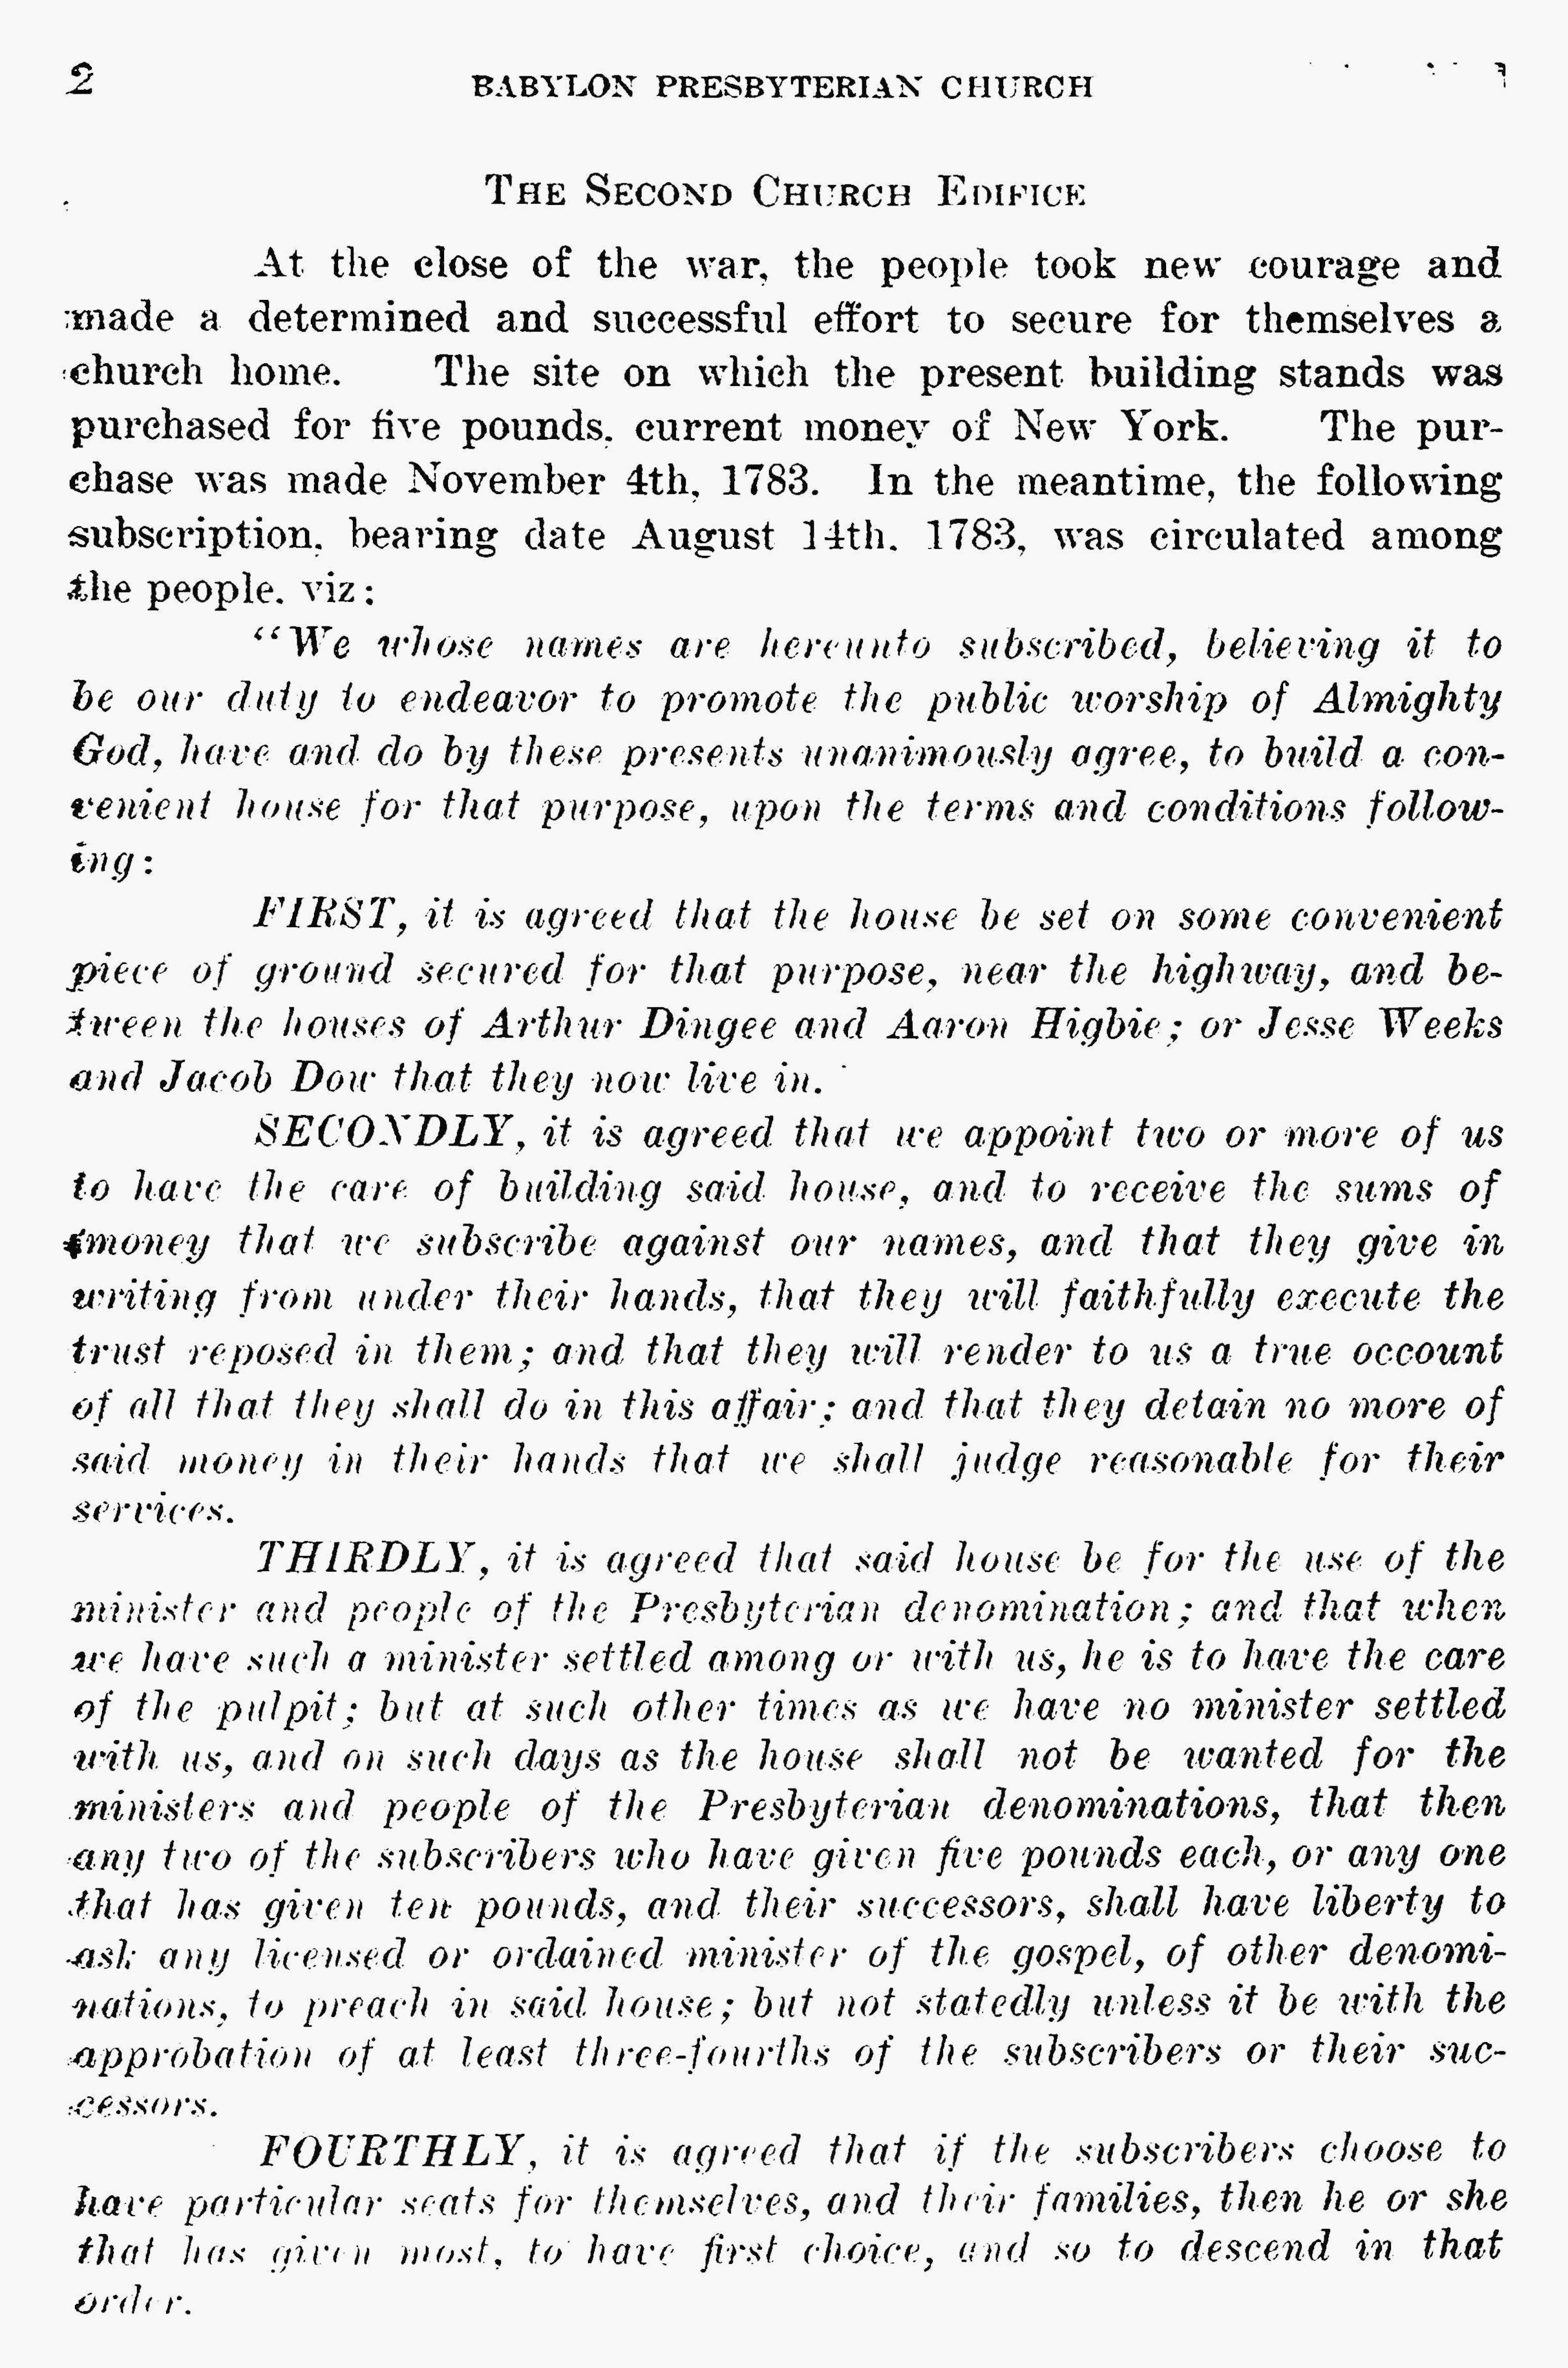 2 BABYLON PRESBYTERIAN CHURCH
THE SECOND CHURCH EDIFICE
At the close of the war, the people took new courage and
made a determined and successful effort to secure for themselves a
church home. The site on which the present building stands was
purchased for five pounds, current money of New York. The pur-
chase was made November 4th, 1783. In the meantime, the following
subscription, bearing date August 14th, 1783, was circulated among
the people, viz:
"We whose names are hereunto subscribed, believing it to
be our duty to endeavor to promote the public worship of Almighty
God, have and do by these presents unanimously agree, to build a con-
venient house for that purpose, upon the terms and conditions follow-
ing:
FIRST, it is agreed that the house be set on some convenient
piece of ground secured for that purpose, near the highway, and be-
tween the houses of Arthur Dingee and Aaron Higbie; or Jesse Weeks
and Jacob Dow that they now live in.
SECONDLY, it is agreed that we appoint two or more of us
to have the care of building said house, and to receive the sums of
money that we subscribe against our names, and that they give in
writing from under their hands, that they will faithfully execute the
trust reposed in them; and that they will render to us a true occount
of all that they shall do in this affair; and that they detain no more of
said money in their hands that we shall judge reasonable for their
services.
THIRDLY, it is agreed that said house be for the use of the
minister and people of the Presbyterian denomination; and that when
we have such a minister settled among or with us, he is to have the care
of the pulpit; but at such other times as we have no minister settled
with us, and on such days as the house shall not be wanted for the
ministers and people of the Presbyterian denominations, that then
any two of the subscribers who have given five pounds each, or any one
that has given ten pounds, and their successors, shall have liberty to
ask any licensed or ordained minister of the gospel, of other denomi-
nations, to preach in said house; but not statedly unless it be with the
approbation of at least three-fourths of the subscribers or their suc-
cessors.
FOURTHLY, it is agreed that if the subscribers choose to
have particular seats for themselves, and their families, then he or she
that has given most, to have first choice, and so to descend in that
order.